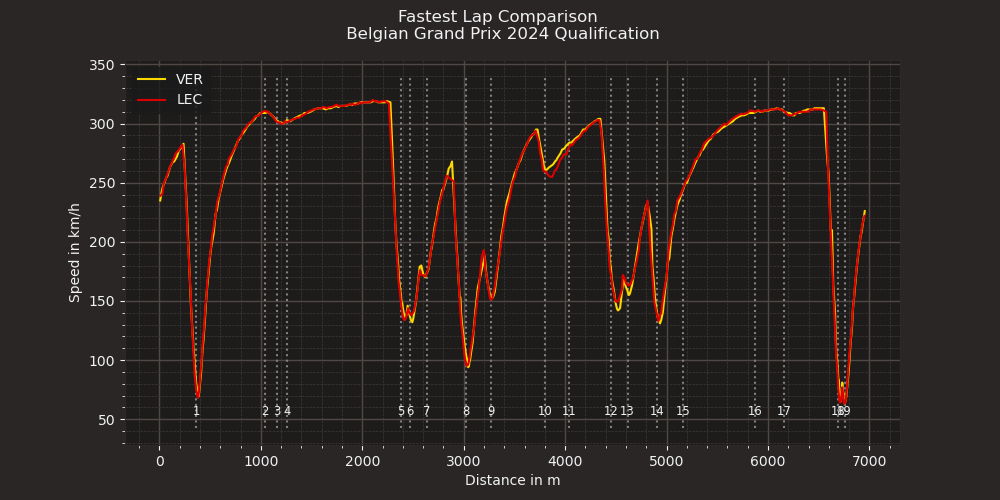 Fastest Lap Comparison
Belgian Grand Prix 2024 Qualification
VER
LEC
350
300
250
200
150
100
50
Speed in km/h
1 2 3 4 5 6 7 8 9 10 11 12 13 14 15 16 17 18 19
0 1000 2000 3000 4000 5000 6000 7000
Distance in m